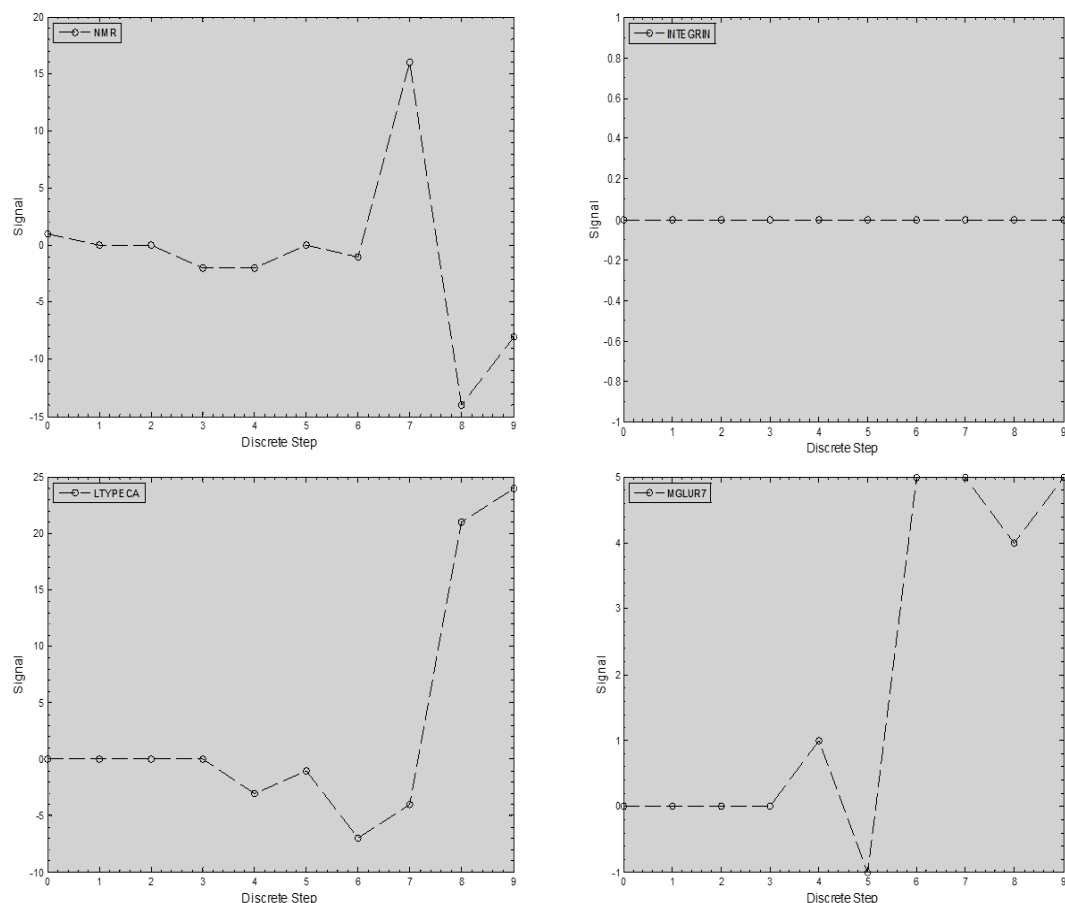 20
15
10
5
0
-5
-10
-15
Signal
NMR
0 1 2 3 4 5 6 7 8 9
Discrete Step
1
0.8
0.6
0.4
0.2
0
-0.2
-0.4
-0.6
-0.8
-1
Signal
INTEGRIN
0 1 2 3 4 5 6 7 8 9
Discrete Step
25
20
15
10
5
0
-5
-10
Signal
LTYPECA
0 1 2 3 4 5 6 7 8 9
Discrete Step
5
4
3
2
1
0
-1
Signal
MGLUR7
0 1 2 3 4 5 6 7 8 9
Discrete Step